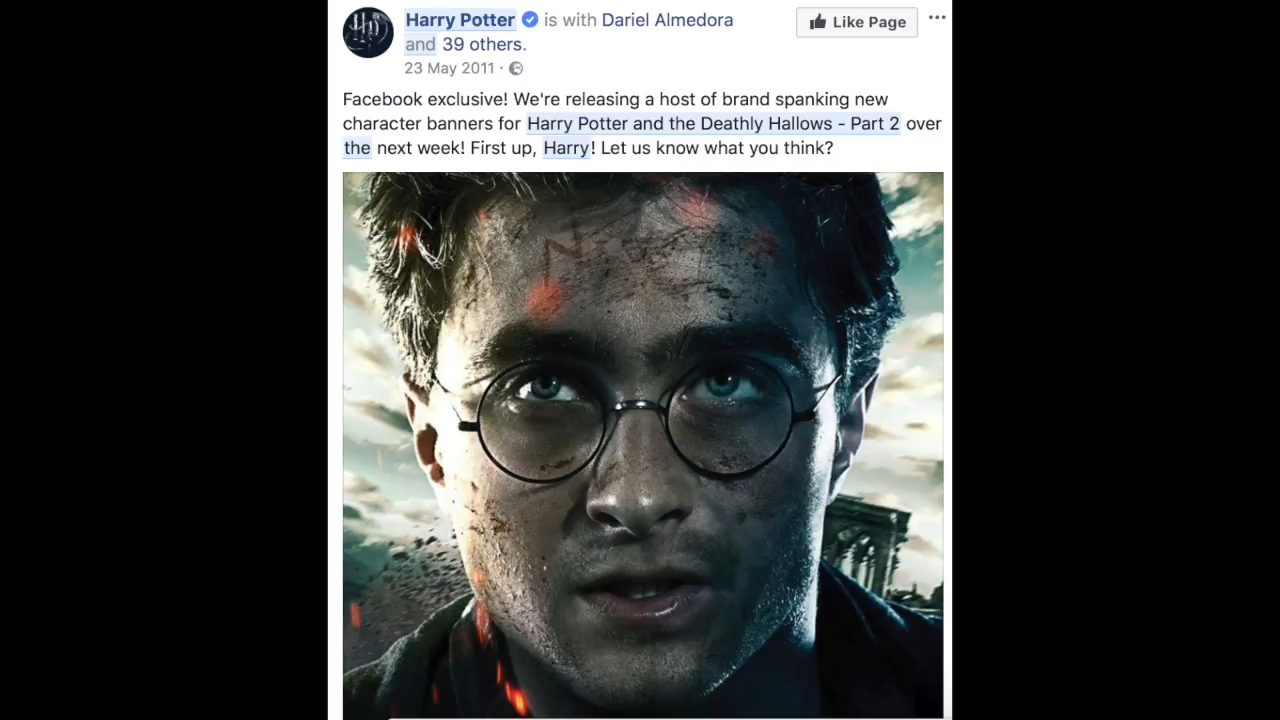 Harry Potter is with Dariel Almedora
and 39 others.
23 May 2011 ·
Like Page
Facebook exclusive! We're releasing a host of brand spanking new
character banners for Harry Potter and the Deathly Hallows - Part 2 over
the next week! First up, Harry! Let us know what you think?